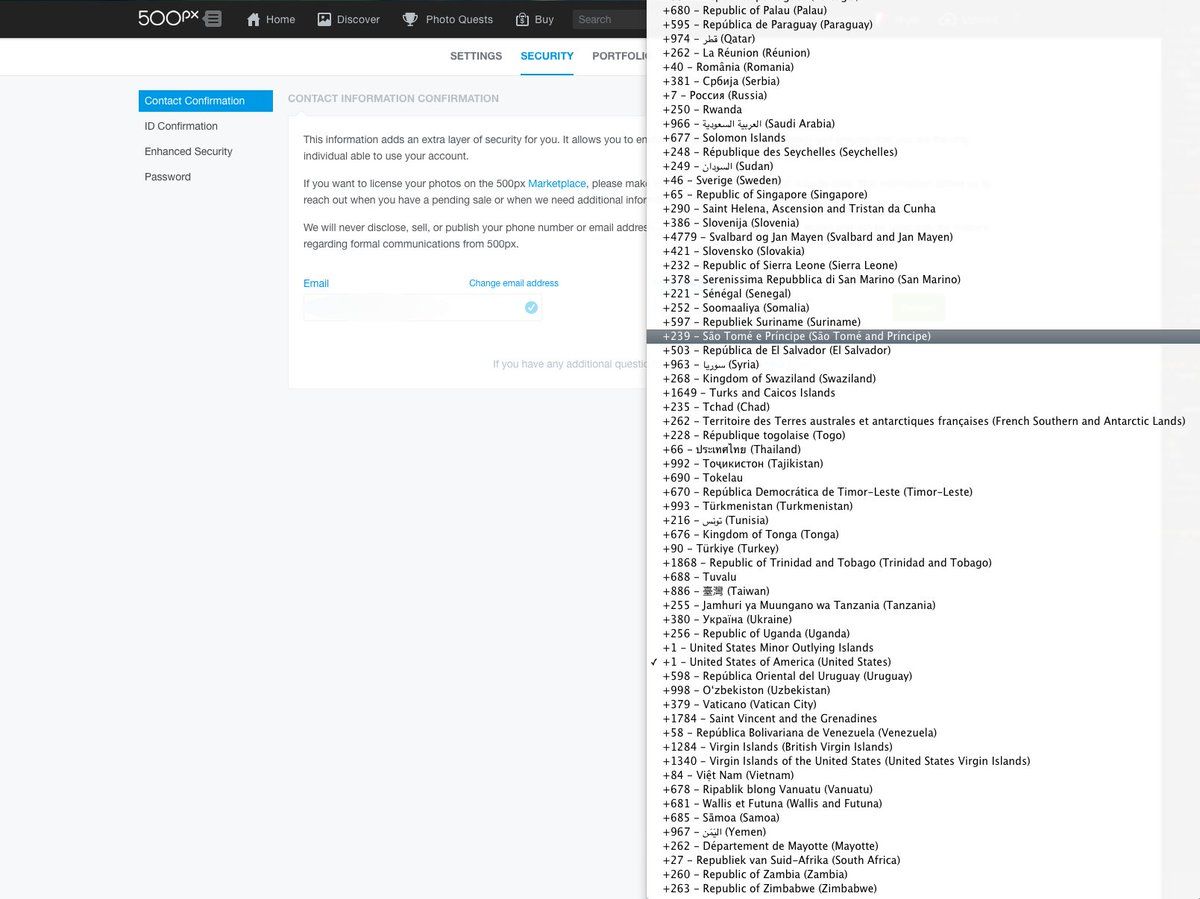 500px
Home
Discover
Photo Quests
Buy
Search
SETTINGS
SECURITY
Contact Confirmation
ID Confirmation
Enhanced Security
Password
CONTACT INFORMATION CONFIRMATION
This information adds an extra layer of security for you. It allows you to
individual able to use your account.
If you want to license your photos on the 500px Marketplace, please
reach out when you have a pending sale or when we need additional
We will never disclose, sell, or publish your phone number or email
regarding formal communications from 500px.
Email
Change email address
If you have any additional
+680 – Republic of Palau (Palau)
+595 – República de Paraguay (Paraguay)
+974 – قطر (Qatar)
+262 – La Réunion (Réunion)
+40 – România (Romania)
+381 – Србија (Serbia)
+7 – Россия (Russia)
+250 – Rwanda
+966 – العربية السعودية (Saudi Arabia)
+677 – Solomon Islands
+248 – République des Seychelles (Seychelles)
+249 – السودان (Sudan)
+46 – Sverige (Sweden)
+65 – Republic of Singapore (Singapore)
+290 – Saint Helena, Ascension and Tristan da Cunha
+386 – Slovenija (Slovenia)
+4779 – Svalbard og Jan Mayen (Svalbard and Jan Mayen)
+421 – Slovensko (Slovakia)
+232 – Republic of Sierra Leone (Sierra Leone)
+378 – Serenissima Repubblica di San Marino (San Marino)
+221 – Sénégal (Senegal)
+252 – Soomaaliya (Somalia)
+597 – Republiek Suriname (Suriname)
+239 – São Tomé e Príncipe (São Tomé and Príncipe)
+503 – República de El Salvador (El Salvador)
+963 – سوريا (Syria)
+268 – Kingdom of Swaziland (Swaziland)
+1649 – Turks and Caicos Islands
+235 – Tchad (Chad)
+262 – Territoire des Terres australes et antarctiques françaises (French Southern and Antarctic Lands)
+228 – République togolaise (Togo)
+66 – ประเทศไทย (Thailand)
+992 – Тоҷикистон (Tajikistan)
+690 – Tokelau
+670 – República Democrática de Timor-Leste (Timor-Leste)
+993 – Türkmenistan (Turkmenistan)
+216 – تونس (Tunisia)
+676 – Kingdom of Tonga (Tonga)
+90 – Türkiye (Turkey)
+1868 – Republic of Trinidad and Tobago (Trinidad and Tobago)
+688 – Tuvalu
+886 – 臺灣 (Taiwan)
+255 – Jamhuri ya Muungano wa Tanzania (Tanzania)
+380 – Україна (Ukraine)
+256 – Republic of Uganda (Uganda)
+1 – United States Minor Outlying Islands
✓ +1 – United States of America (United States)
+598 – República Oriental del Uruguay (Uruguay)
+998 – O‘zbekiston (Uzbekistan)
+379 – Vaticano (Vatican City)
+1784 – Saint Vincent and the Grenadines
+58 – República Bolivariana de Venezuela (Venezuela)
+1284 – Virgin Islands (British Virgin Islands)
+1340 – Virgin Islands of the United States (United States Virgin Islands)
+84 – Việt Nam (Vietnam)
+678 – Ripablik blong Vanuatu (Vanuatu)
+681 – Wallis et Futuna (Wallis and Futuna)
+685 – Sāmoa (Samoa)
+967 – اليَمَن (Yemen)
+262 – Département de Mayotte (Mayotte)
+27 – Republiek van Suid-Afrika (South Africa)
+260 – Republic of Zambia (Zambia)
+263 – Republic of Zimbabwe (Zimbabwe)